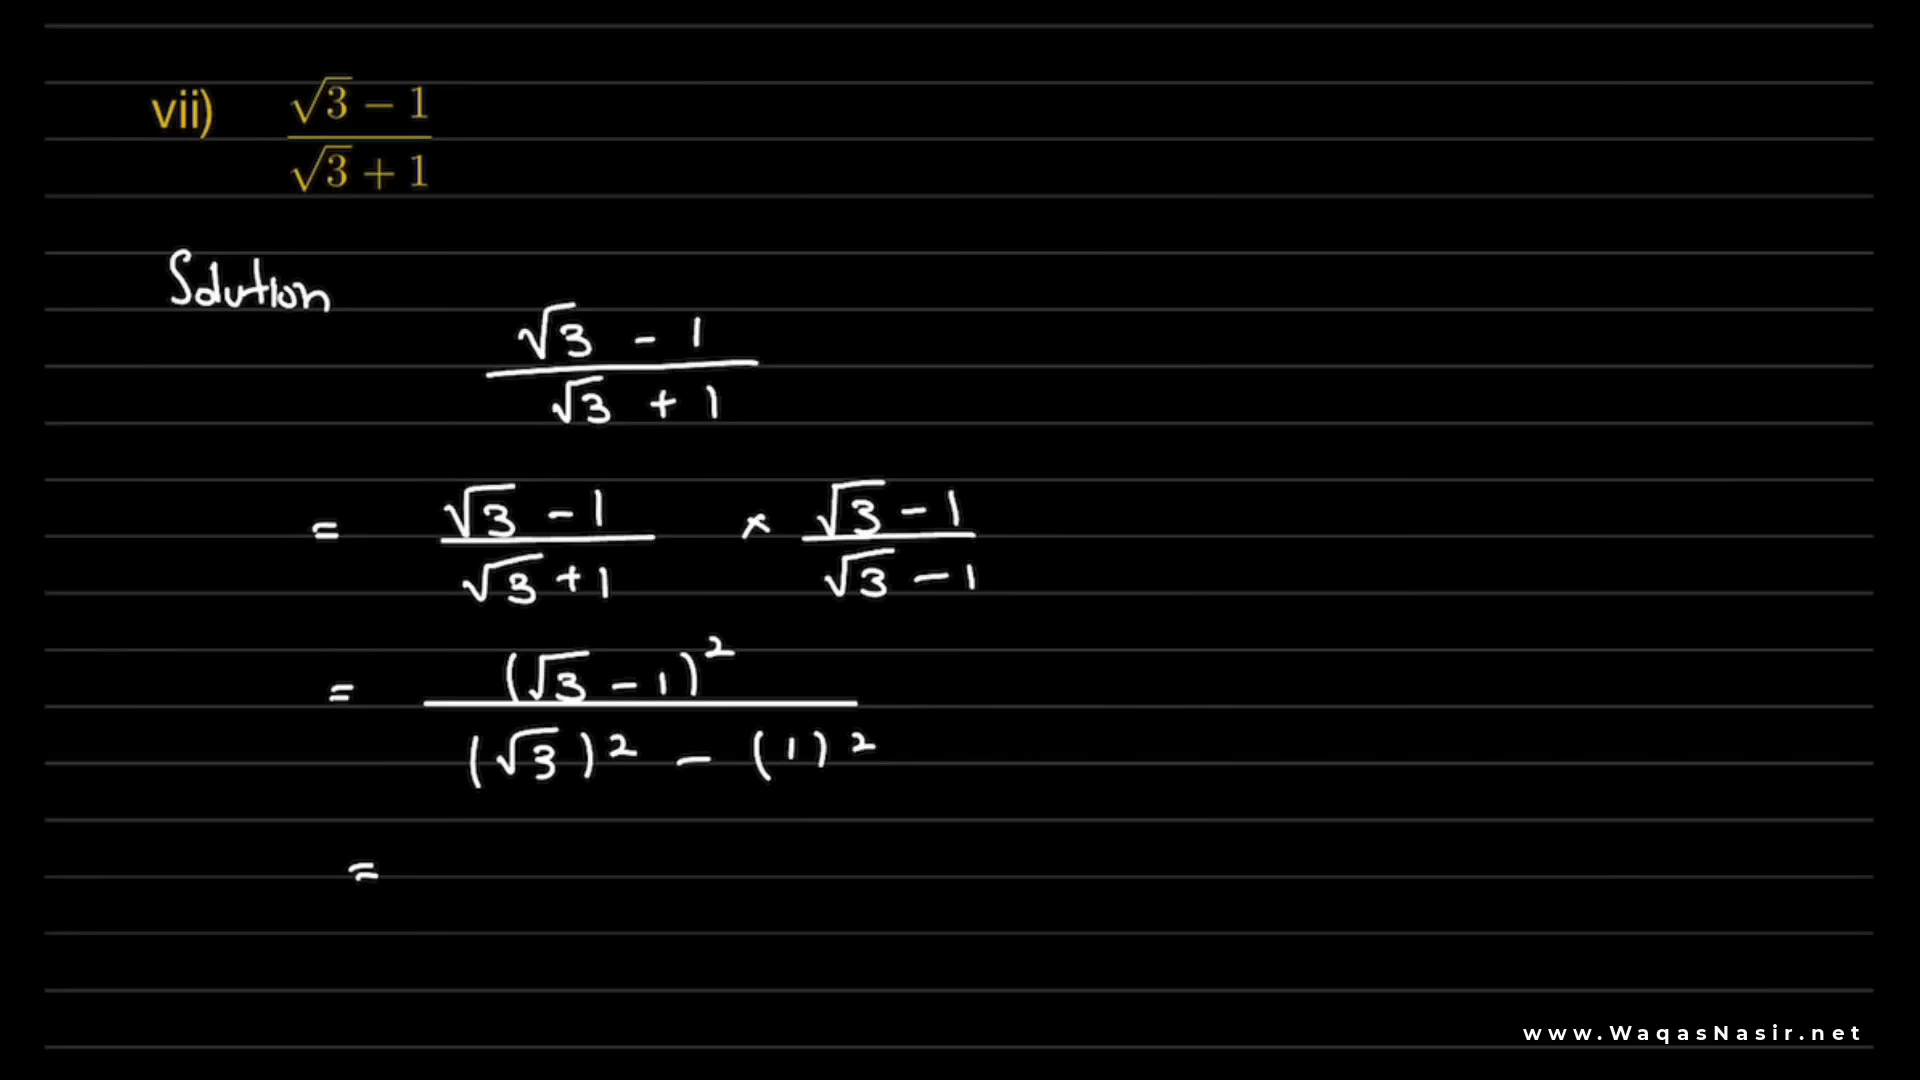 vii) (√3 − 1)/(√3 + 1)
Solution
(√3 - 1)/(√3 + 1)
= (√3 - 1)/(√3 + 1) × (√3 - 1)/(√3 - 1)
= (√3 - 1)²/((√3)² - (1)²)
=
www.WaqasNasir.net